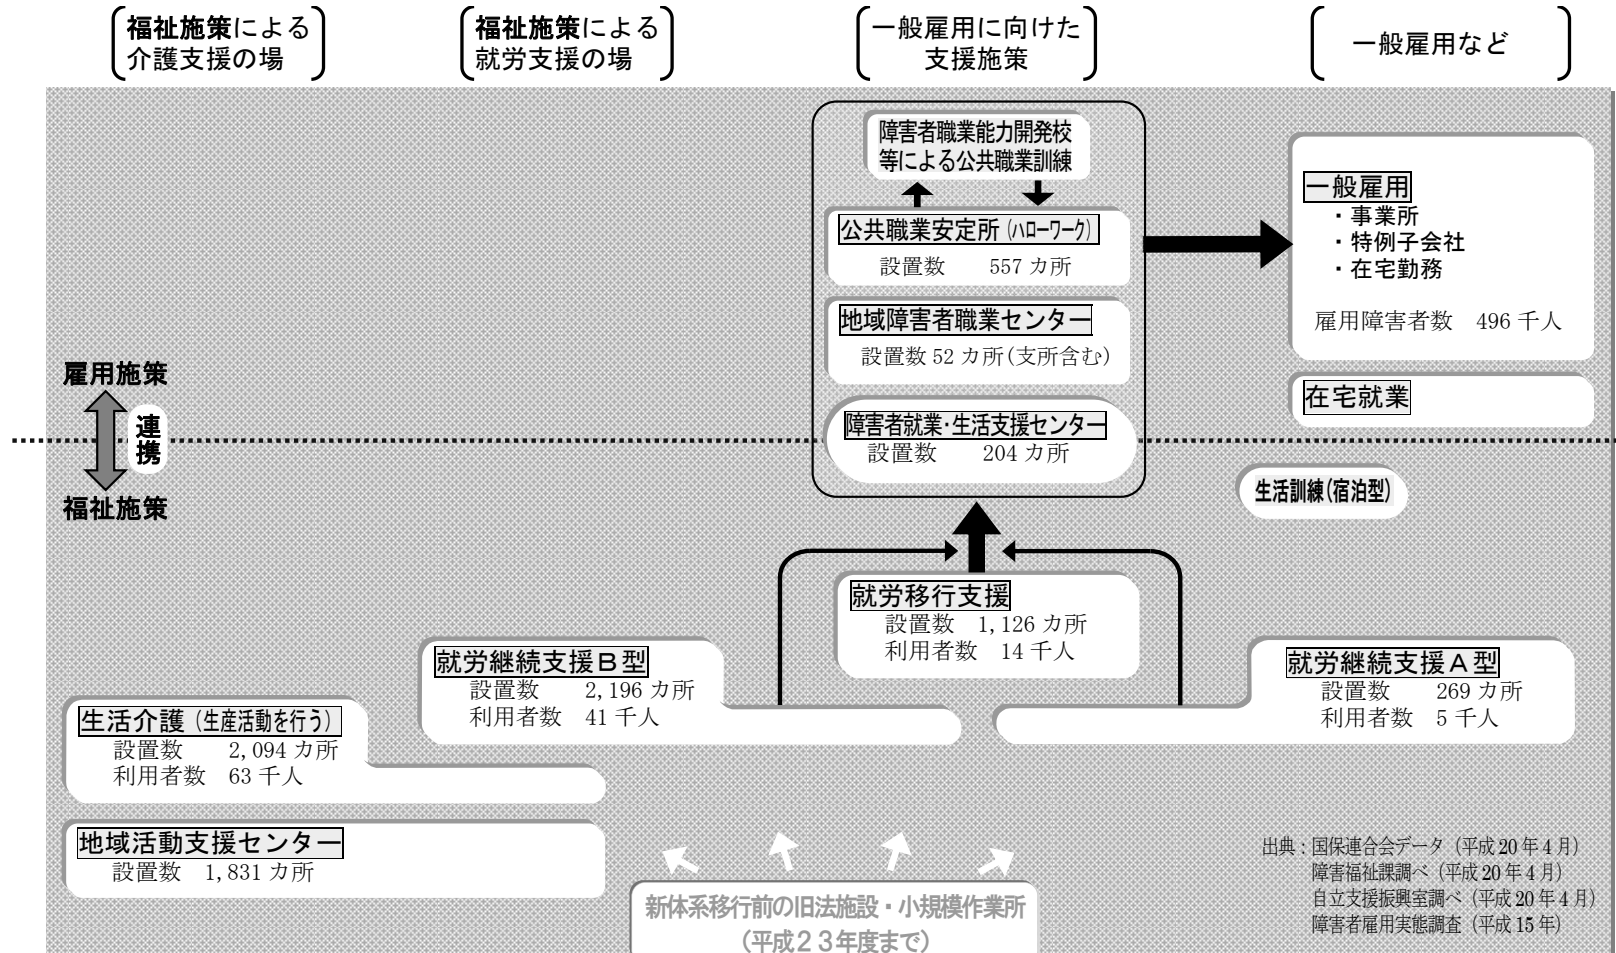 福祉施策による
介護支援の場
福祉施策による
就労支援の場
一般雇用に向けた
支援施策
一般雇用など
障害者職業能力開発校
等による公共職業訓練
公共職業安定所(ハローワーク)
設置数 557カ所
地域障害者職業センター
設置数52カ所(支所含む)
障害者就業・生活支援センター
設置数 204カ所
一般雇用
・事業所
・特例子会社
・在宅勤務
雇用障害者数 496千人
在宅就業
雇用施策
連携
福祉施策
生活訓練(宿泊型)
就労移行支援
設置数 1,126カ所
利用者数 14千人
就労継続支援B型
設置数 2,196カ所
利用者数 41千人
就労継続支援A型
設置数 269カ所
利用者数 5千人
生活介護(生産活動を行う)
設置数 2,094カ所
利用者数 63千人
地域活動支援センター
設置数 1,831カ所
新体系移行前の旧法施設・小規模作業所
(平成23年度まで)
出典:国保連合会データ(平成20年4月)
障害福祉課調べ(平成20年4月)
自立支援振興室調べ(平成20年4月)
障害者雇用実態調査(平成15年)